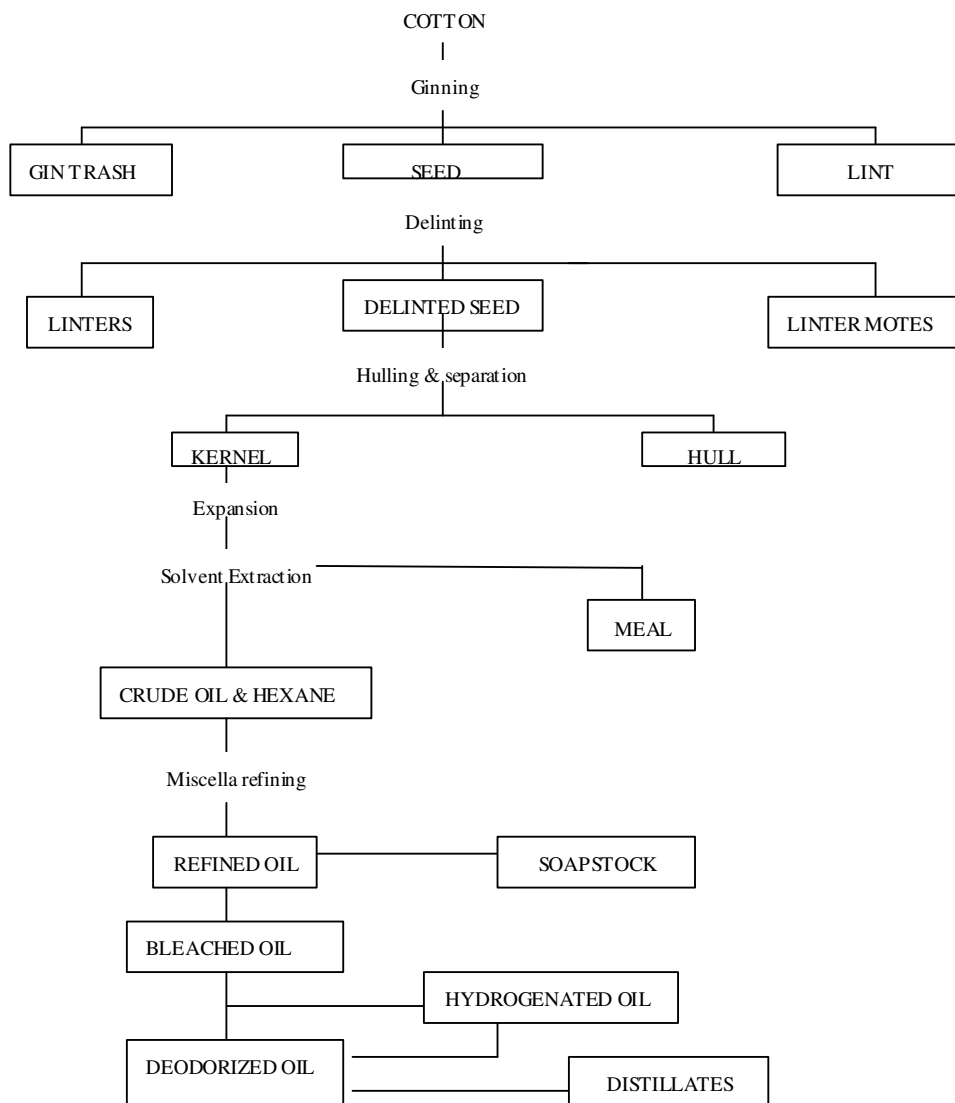 COTTON
Ginning
GIN TRASH
SEED
LINT
Delinting
LINTERS
DELINTED SEED
LINTER MOTES
Hulling & separation
KERNEL
HULL
Expansion
Solvent Extraction
MEAL
CRUDE OIL & HEXANE
Miscella refining
REFINED OIL
SOAPSTOCK
BLEACHED OIL
HYDROGENATED OIL
DEODORIZED OIL
DISTILLATES